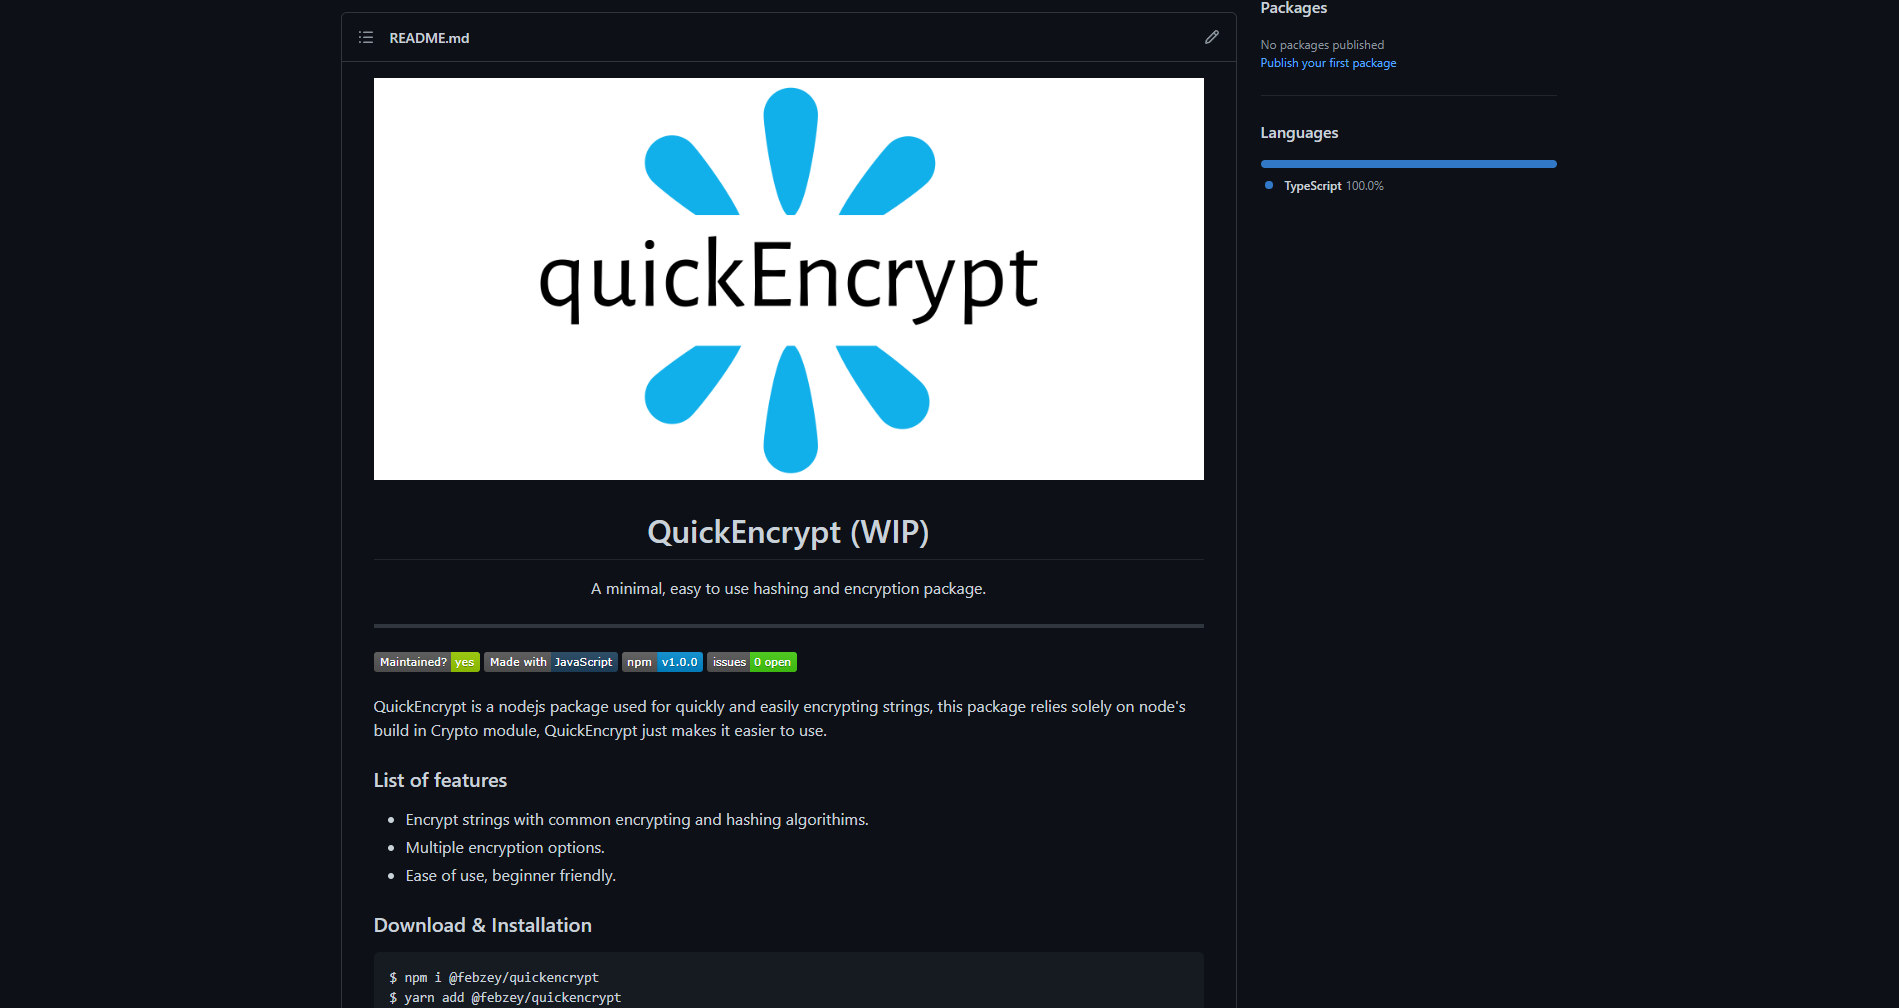 README.md
quickEncrypt
QuickEncrypt (WIP)
A minimal, easy to use hashing and encryption package.
Maintained? yes Made with JavaScript npm v1.0.0 issues 0 open
QuickEncrypt is a nodejs package used for quickly and easily encrypting strings, this package relies solely on node's
build in Crypto module, QuickEncrypt just makes it easier to use.
List of features
Encrypt strings with common encrypting and hashing algorithims.
Multiple encryption options.
Ease of use, beginner friendly.
Download & Installation
$ npm i @febzey/quickencrypt
$ yarn add @febzey/quickencrypt
Packages
No packages published
Publish your first package
Languages
TypeScript 100.0%